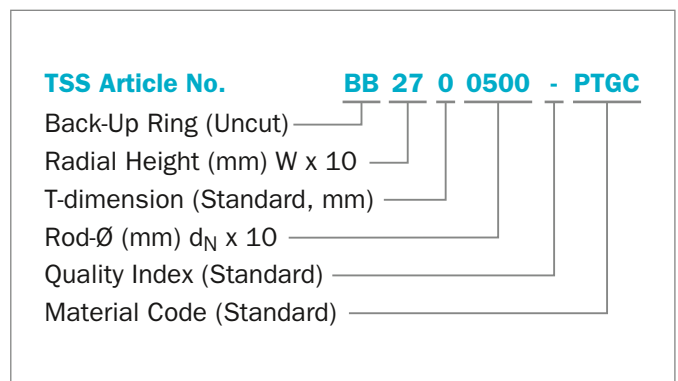 TSS Article No. BB 27 0 0500 - PTGC
Back-Up Ring (Uncut)
Radial Height (mm) W x 10
T-dimension (Standard, mm)
Rod-Ø (mm) dN x 10
Quality Index (Standard)
Material Code (Standard)